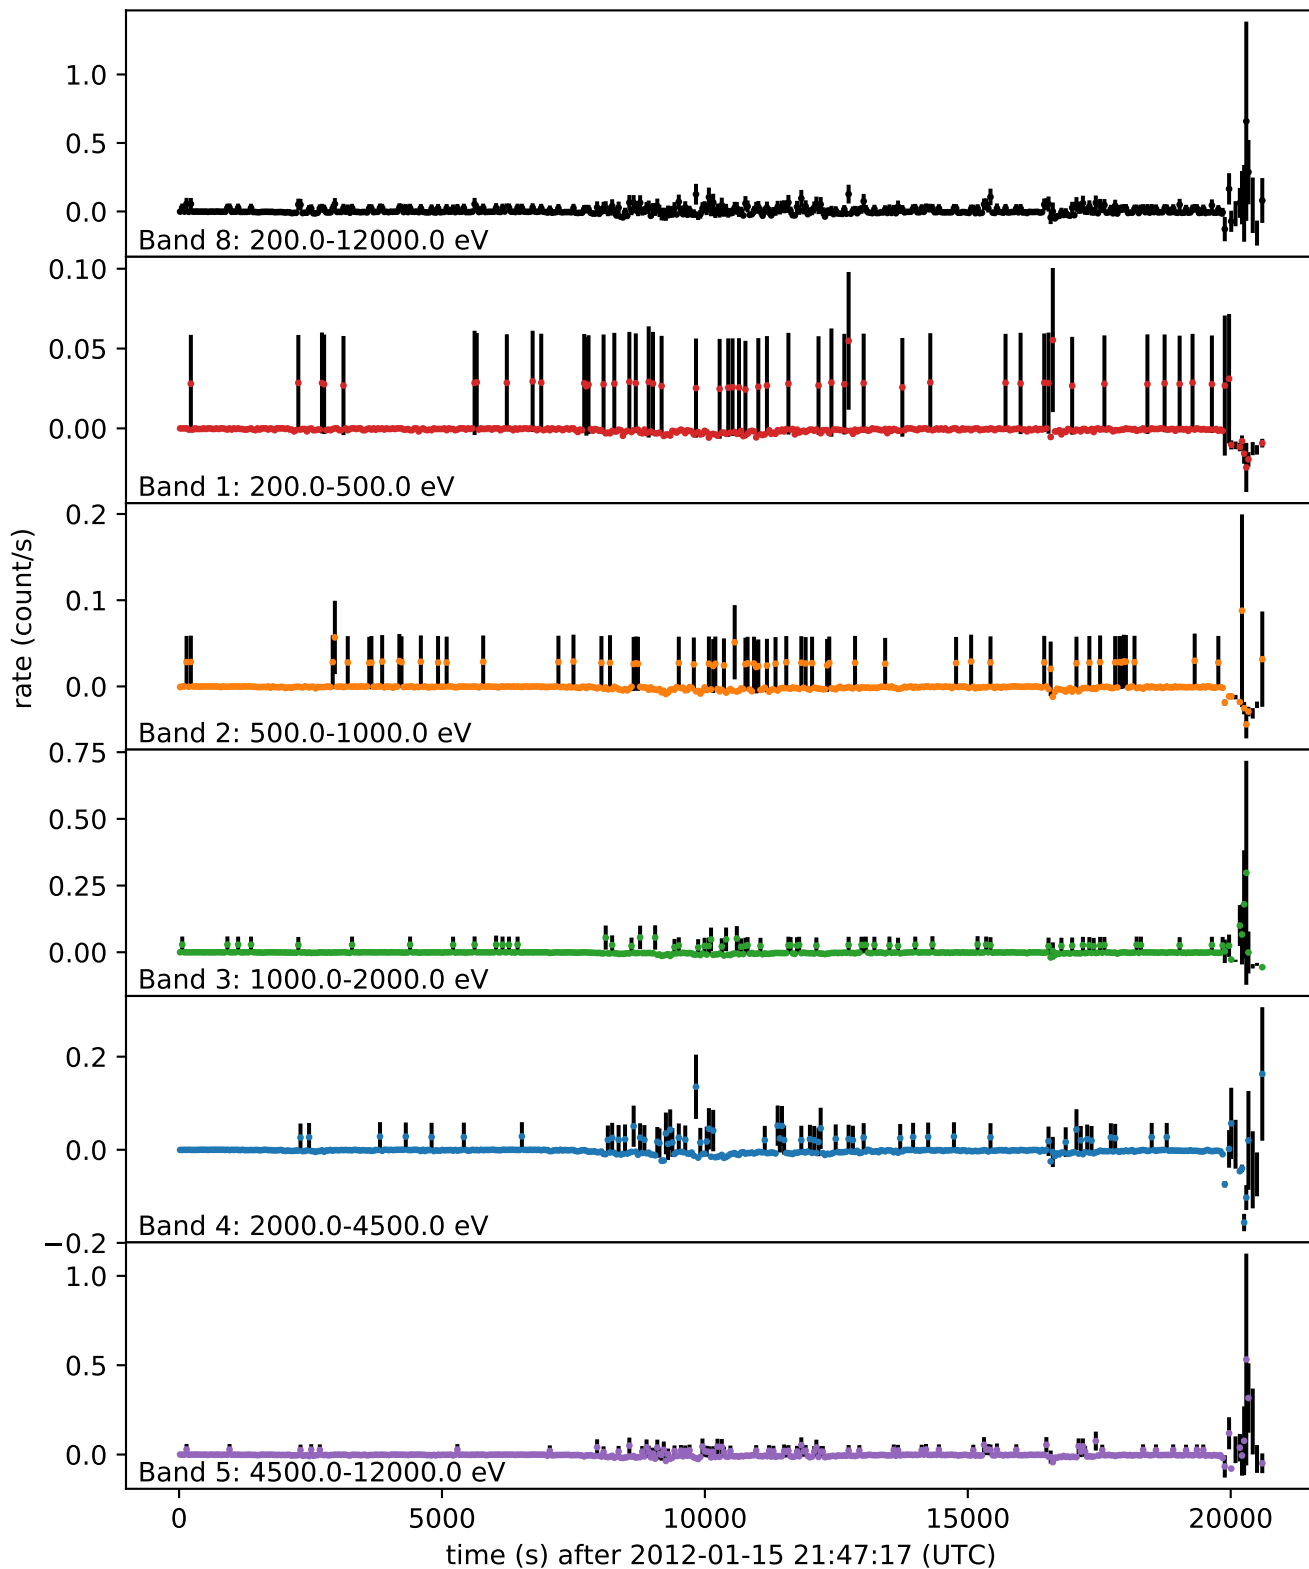 1.0
0.5
0.0
Band 8: 200.0-12000.0 eV
0.10
0.05
0.00
Band 1: 200.0-500.0 eV
0.2
0.1
0.0
Band 2: 500.0-1000.0 eV
rate (count/s)
0.75
0.50
0.25
0.00
Band 3: 1000.0-2000.0 eV
0.2
0.0
−0.2
Band 4: 2000.0-4500.0 eV
1.0
0.5
0.0
Band 5: 4500.0-12000.0 eV
0 5000 10000 15000 20000
time (s) after 2012-01-15 21:47:17 (UTC)